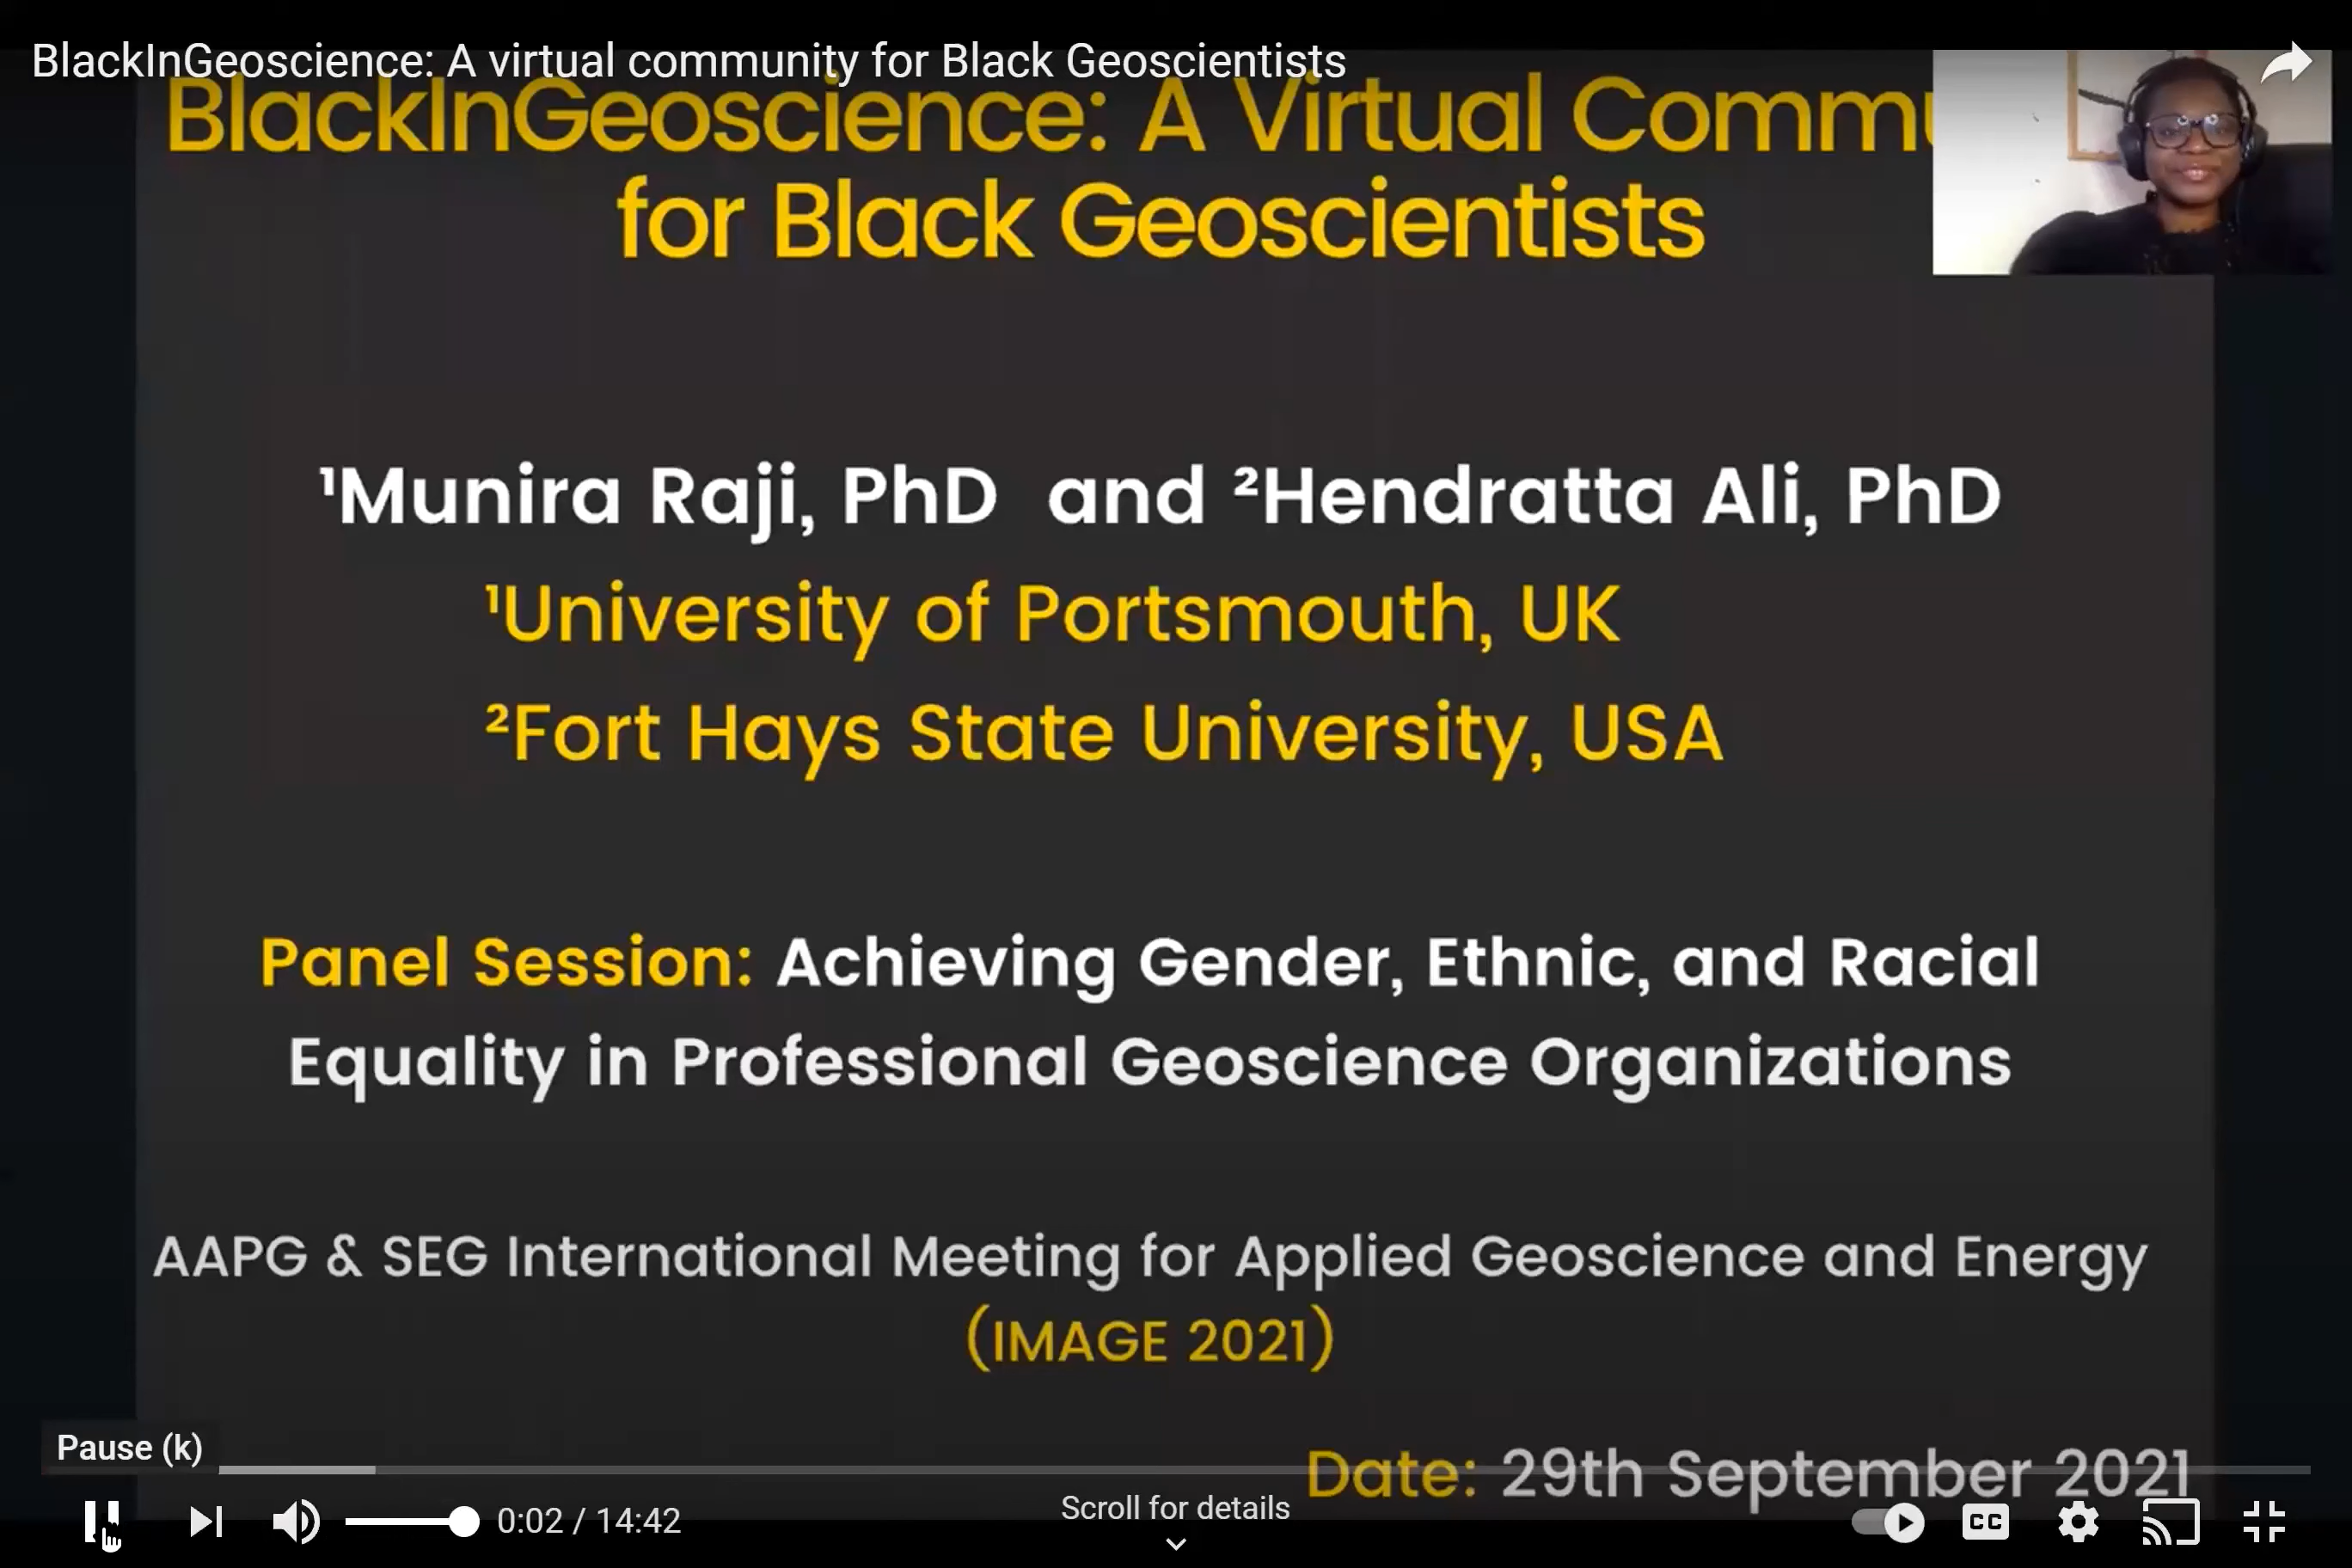 BlackInGeoscience: A virtual community for Black Geoscientists
BlackInGeoscience: A Virtual Commu
for Black Geoscientists
¹Munira Raji, PhD and ²Hendratta Ali, PhD
¹University of Portsmouth, UK
²Fort Hays State University, USA
Panel Session: Achieving Gender, Ethnic, and Racial
Equality in Professional Geoscience Organizations
AAPG & SEG International Meeting for Applied Geoscience and Energy
(IMAGE 2021)
Pause (k)
Date: 29th September 2021
0:02 / 14:42
Scroll for details
CC